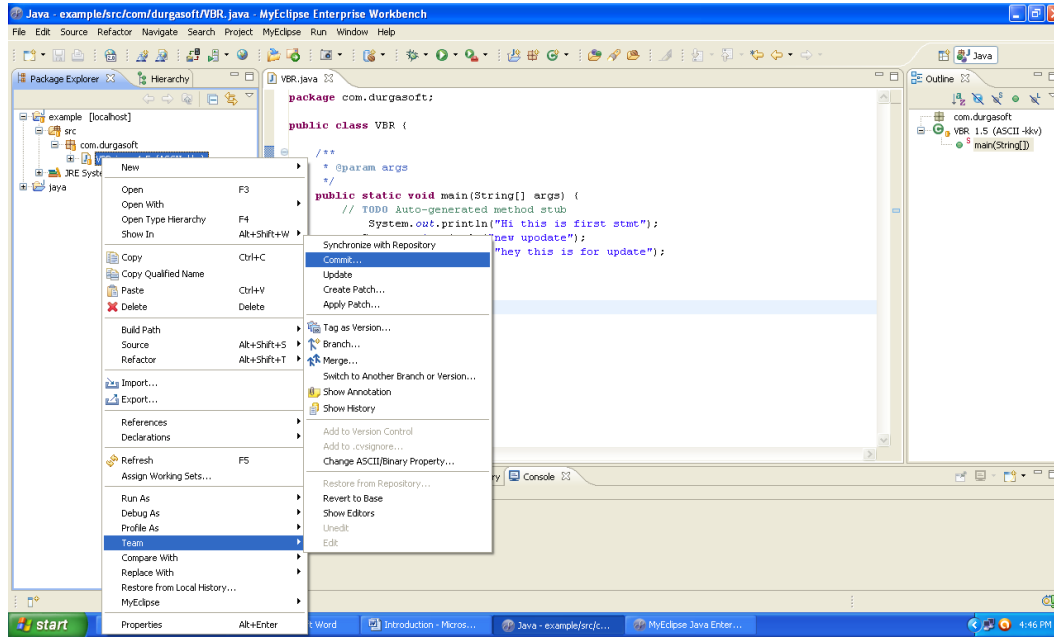 Java - example/src/com/durgasoft/VBR.java - MyEclipse Enterprise Workbench
File Edit Source Refactor Navigate Search Project MyEclipse Run Window Help
Java
Package Explorer Hierarchy
VBR.java
Outline
example [localhost]
src
com.durgasoft
JRE Syste
jaya
package com.durgasoft;
public class VBR {
/**
* @param args
*/
public static void main(String[] args) {
// TODO Auto-generated method stub
System.out.println("Hi this is first stmt");
"new upodate");
"hey this is for update");
com.durgasoft
VBR 1.5 (ASCII -kkv)
main(String[])
New
Open F3
Open With
Open Type Hierarchy F4
Show In Alt+Shift+W
Copy Ctrl+C
Copy Qualified Name
Paste Ctrl+V
Delete Delete
Build Path
Source Alt+Shift+S
Refactor Alt+Shift+T
Import...
Export...
References
Declarations
Refresh F5
Assign Working Sets...
Run As
Debug As
Profile As
Team
Compare With
Replace With
Restore from Local History...
MyEclipse
Properties Alt+Enter
Synchronize with Repository
Commit...
Update
Create Patch...
Apply Patch...
Tag as Version...
Branch...
Merge...
Switch to Another Branch or Version...
Show Annotation
Show History
Add to Version Control
Add to .cvsignore...
Change ASCII/Binary Property...
Restore from Repository...
Revert to Base
Show Editors
Unedit
Edit
ry Console
start
t Word
Introduction - Micros...
Java - example/src/c...
MyEclipse Java Enter...
4:46 PM